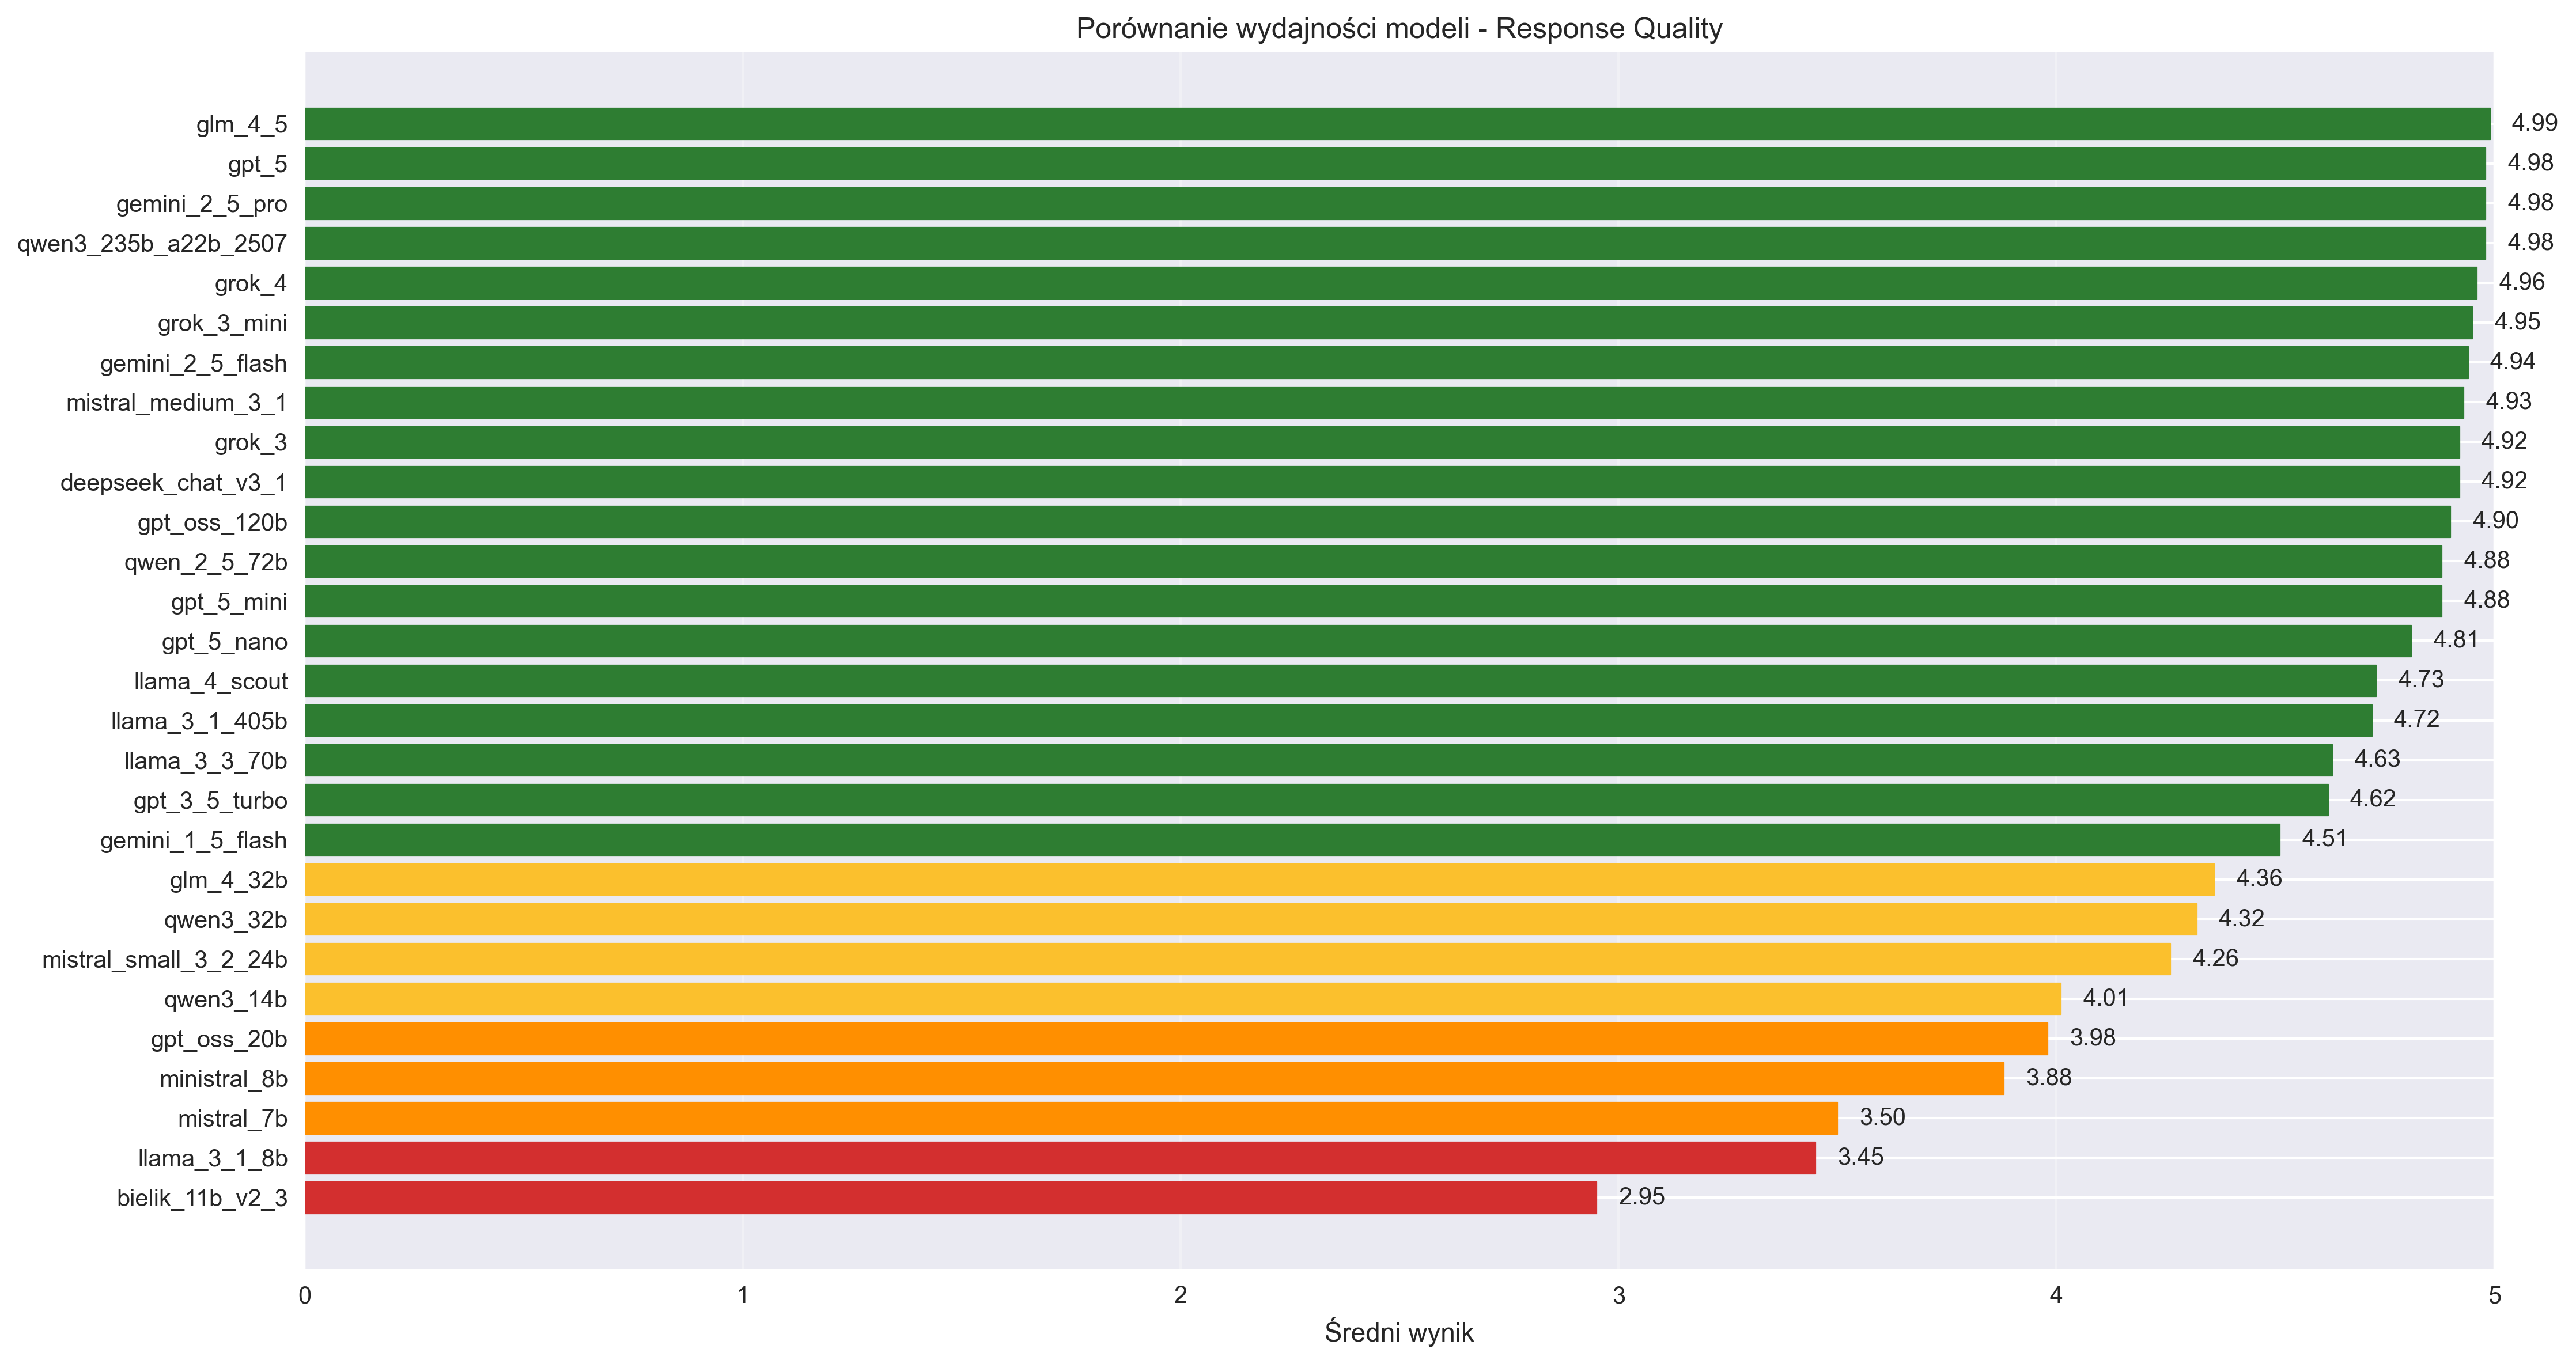 Porównanie wydajności modeli - Response Quality
glm_4_5 4.99
gpt_5 4.98
gemini_2_5_pro 4.98
qwen3_235b_a22b_2507 4.98
grok_4 4.96
grok_3_mini 4.95
gemini_2_5_flash 4.94
mistral_medium_3_1 4.93
grok_3 4.92
deepseek_chat_v3_1 4.92
gpt_oss_120b 4.90
qwen_2_5_72b 4.88
gpt_5_mini 4.88
gpt_5_nano 4.81
llama_4_scout 4.73
llama_3_1_405b 4.72
llama_3_3_70b 4.63
gpt_3_5_turbo 4.62
gemini_1_5_flash 4.51
glm_4_32b 4.36
qwen3_32b 4.32
mistral_small_3_2_24b 4.26
qwen3_14b 4.01
gpt_oss_20b 3.98
ministral_8b 3.88
mistral_7b 3.50
llama_3_1_8b 3.45
bielik_11b_v2_3 2.95
0 1 2 3 4 5
Średni wynik